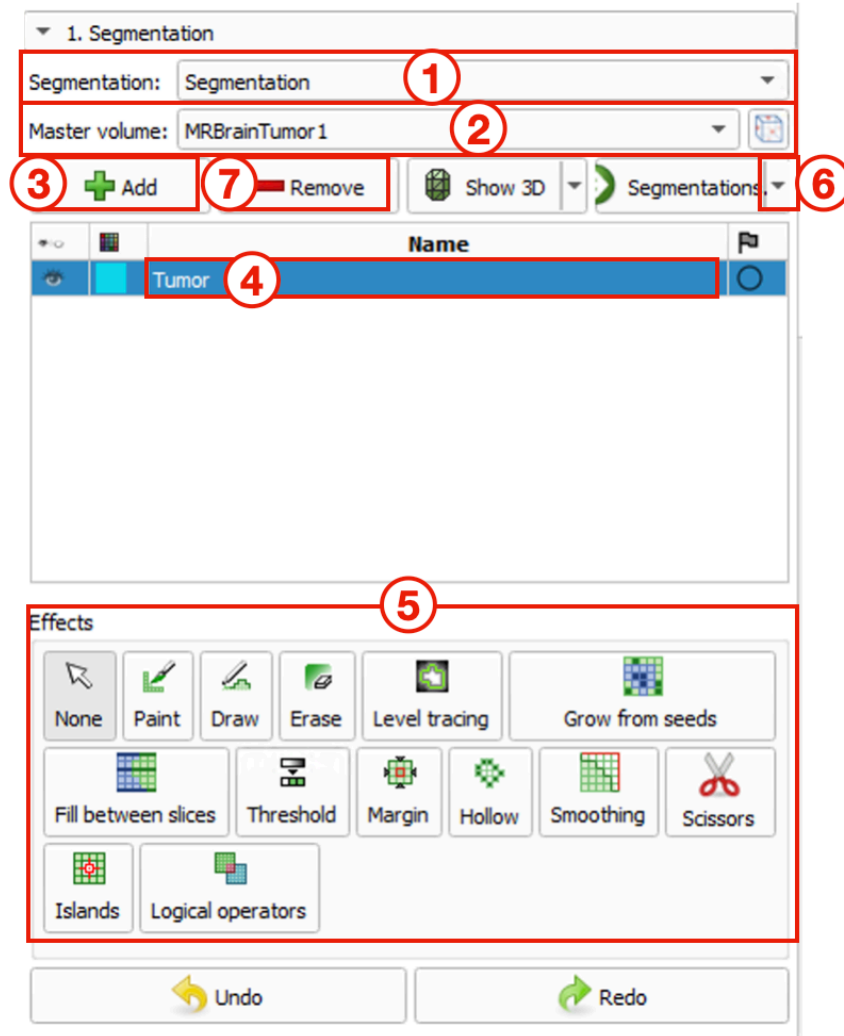 1. Segmentation
Segmentation: Segmentation 1
Master volume: MRBrainTumor1 2
3 Add 7 Remove Show 3D Segmentations. 6
Name
Tumor 4
5
Effects
None Paint Draw Erase Level tracing Grow from seeds
Fill between slices Threshold Margin Hollow Smoothing Scissors
Islands Logical operators
Undo Redo